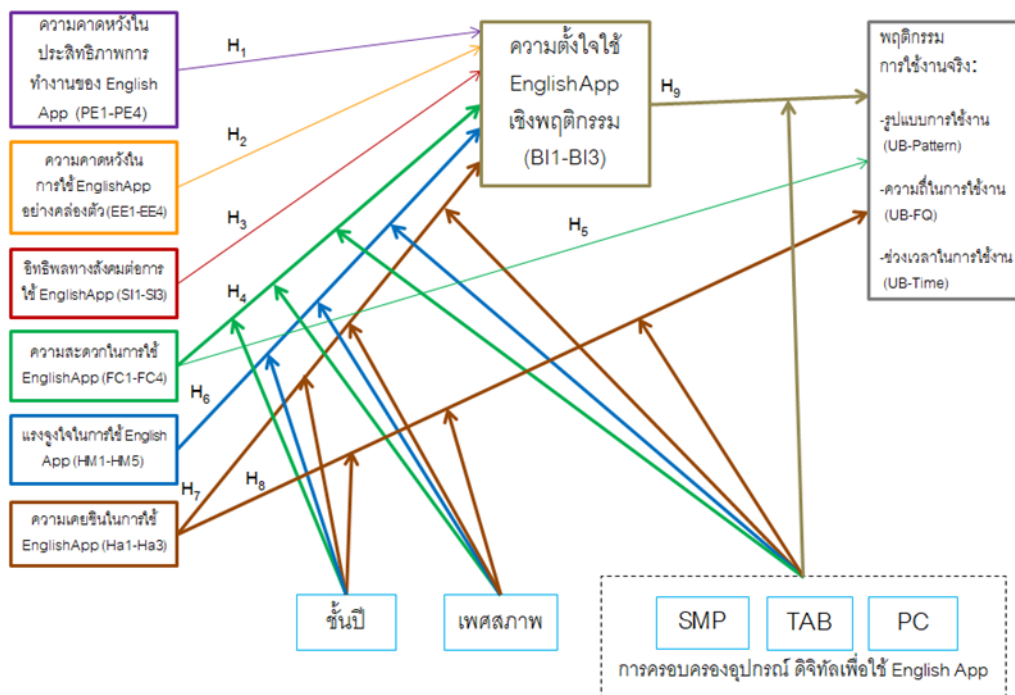 ความคาดหวังใน
ประสิทธิภาพการ
ทำงานของ English
App (PE1-PE4)
H1
ความตั้งใจใช้
EnglishApp
เชิงพฤติกรรม
(BI1-BI3)
H9
พฤติกรรม
การใช้งานจริง:
-รูปแบบการใช้งาน
(UB-Pattern)
-ความถี่ในการใช้งาน
(UB-FQ)
-ช่วงเวลาในการใช้งาน
(UB-Time)
H2
ความคาดหวังใน
การใช้ EnglishApp
อย่างคล่องตัว (EE1-EE4)
H3
H5
อิทธิพลทางสังคมต่อการ
ใช้ EnglishApp (SI1-SI3)
H4
ความสะดวกในการใช้
EnglishApp (FC1-FC4)
H6
แรงจูงใจในการใช้ English
App (HM1-HM5)
H7
H8
ความเคยชินในการใช้
EnglishApp (Ha1-Ha3)
ชั้นปี
เพศสภาพ
SMP
TAB
PC
การครอบครองอุปกรณ์ ดิจิทัลเพื่อใช้ English App